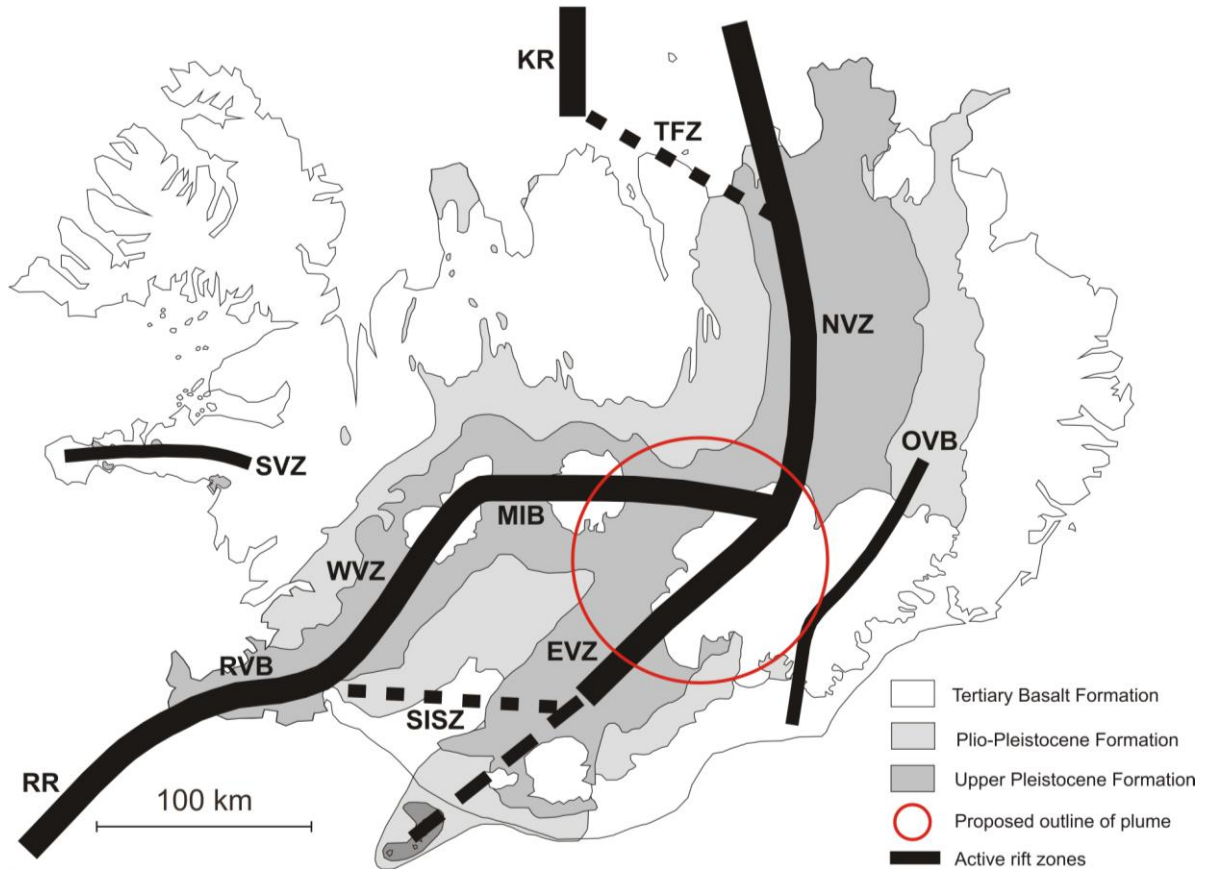 KR
TFZ
NVZ
OVB
SVZ
MIB
WVZ
EVZ
RVB
SISZ
RR
100 km
Tertiary Basalt Formation
Plio-Pleistocene Formation
Upper Pleistocene Formation
Proposed outline of plume
Active rift zones